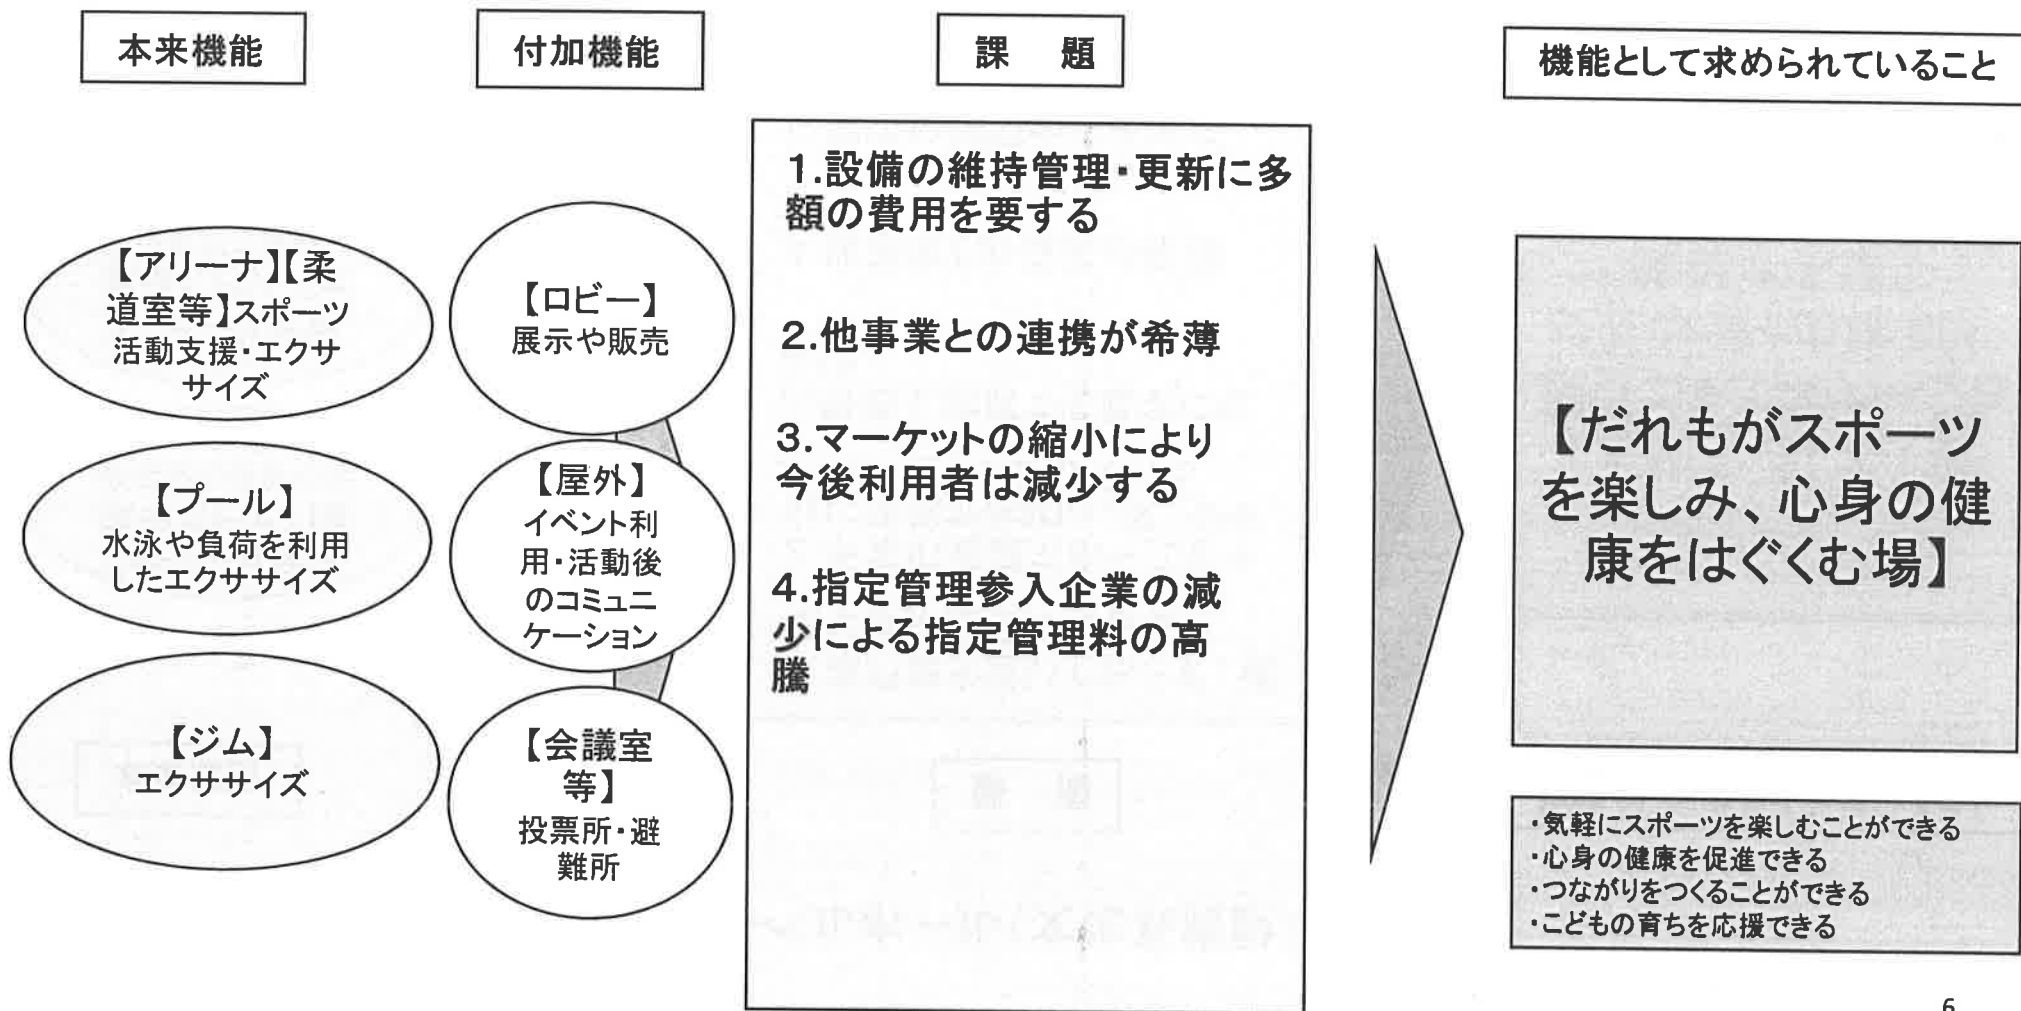 本来機能
付加機能
課　題
機能として求められていること
【アリーナ】【柔
道室等】スポーツ
活動支援・エクサ
サイズ
【プール】
水泳や負荷を利用
したエクササイズ
【ジム】
エクササイズ
【ロビー】
展示や販売
【屋外】
イベント利
用・活動後
のコミュニ
ケーション
【会議室
等】
投票所・避
難所
1.設備の維持管理・更新に多
額の費用を要する
2.他事業との連携が希薄
3.マーケットの縮小により
今後利用者は減少する
4.指定管理参入企業の減
少による指定管理料の高
騰
【だれもがスポーツ
を楽しみ、心身の健
康をはぐくむ場】
・気軽にスポーツを楽しむことができる
・心身の健康を促進できる
・つながりをつくることができる
・こどもの育ちを応援できる
6